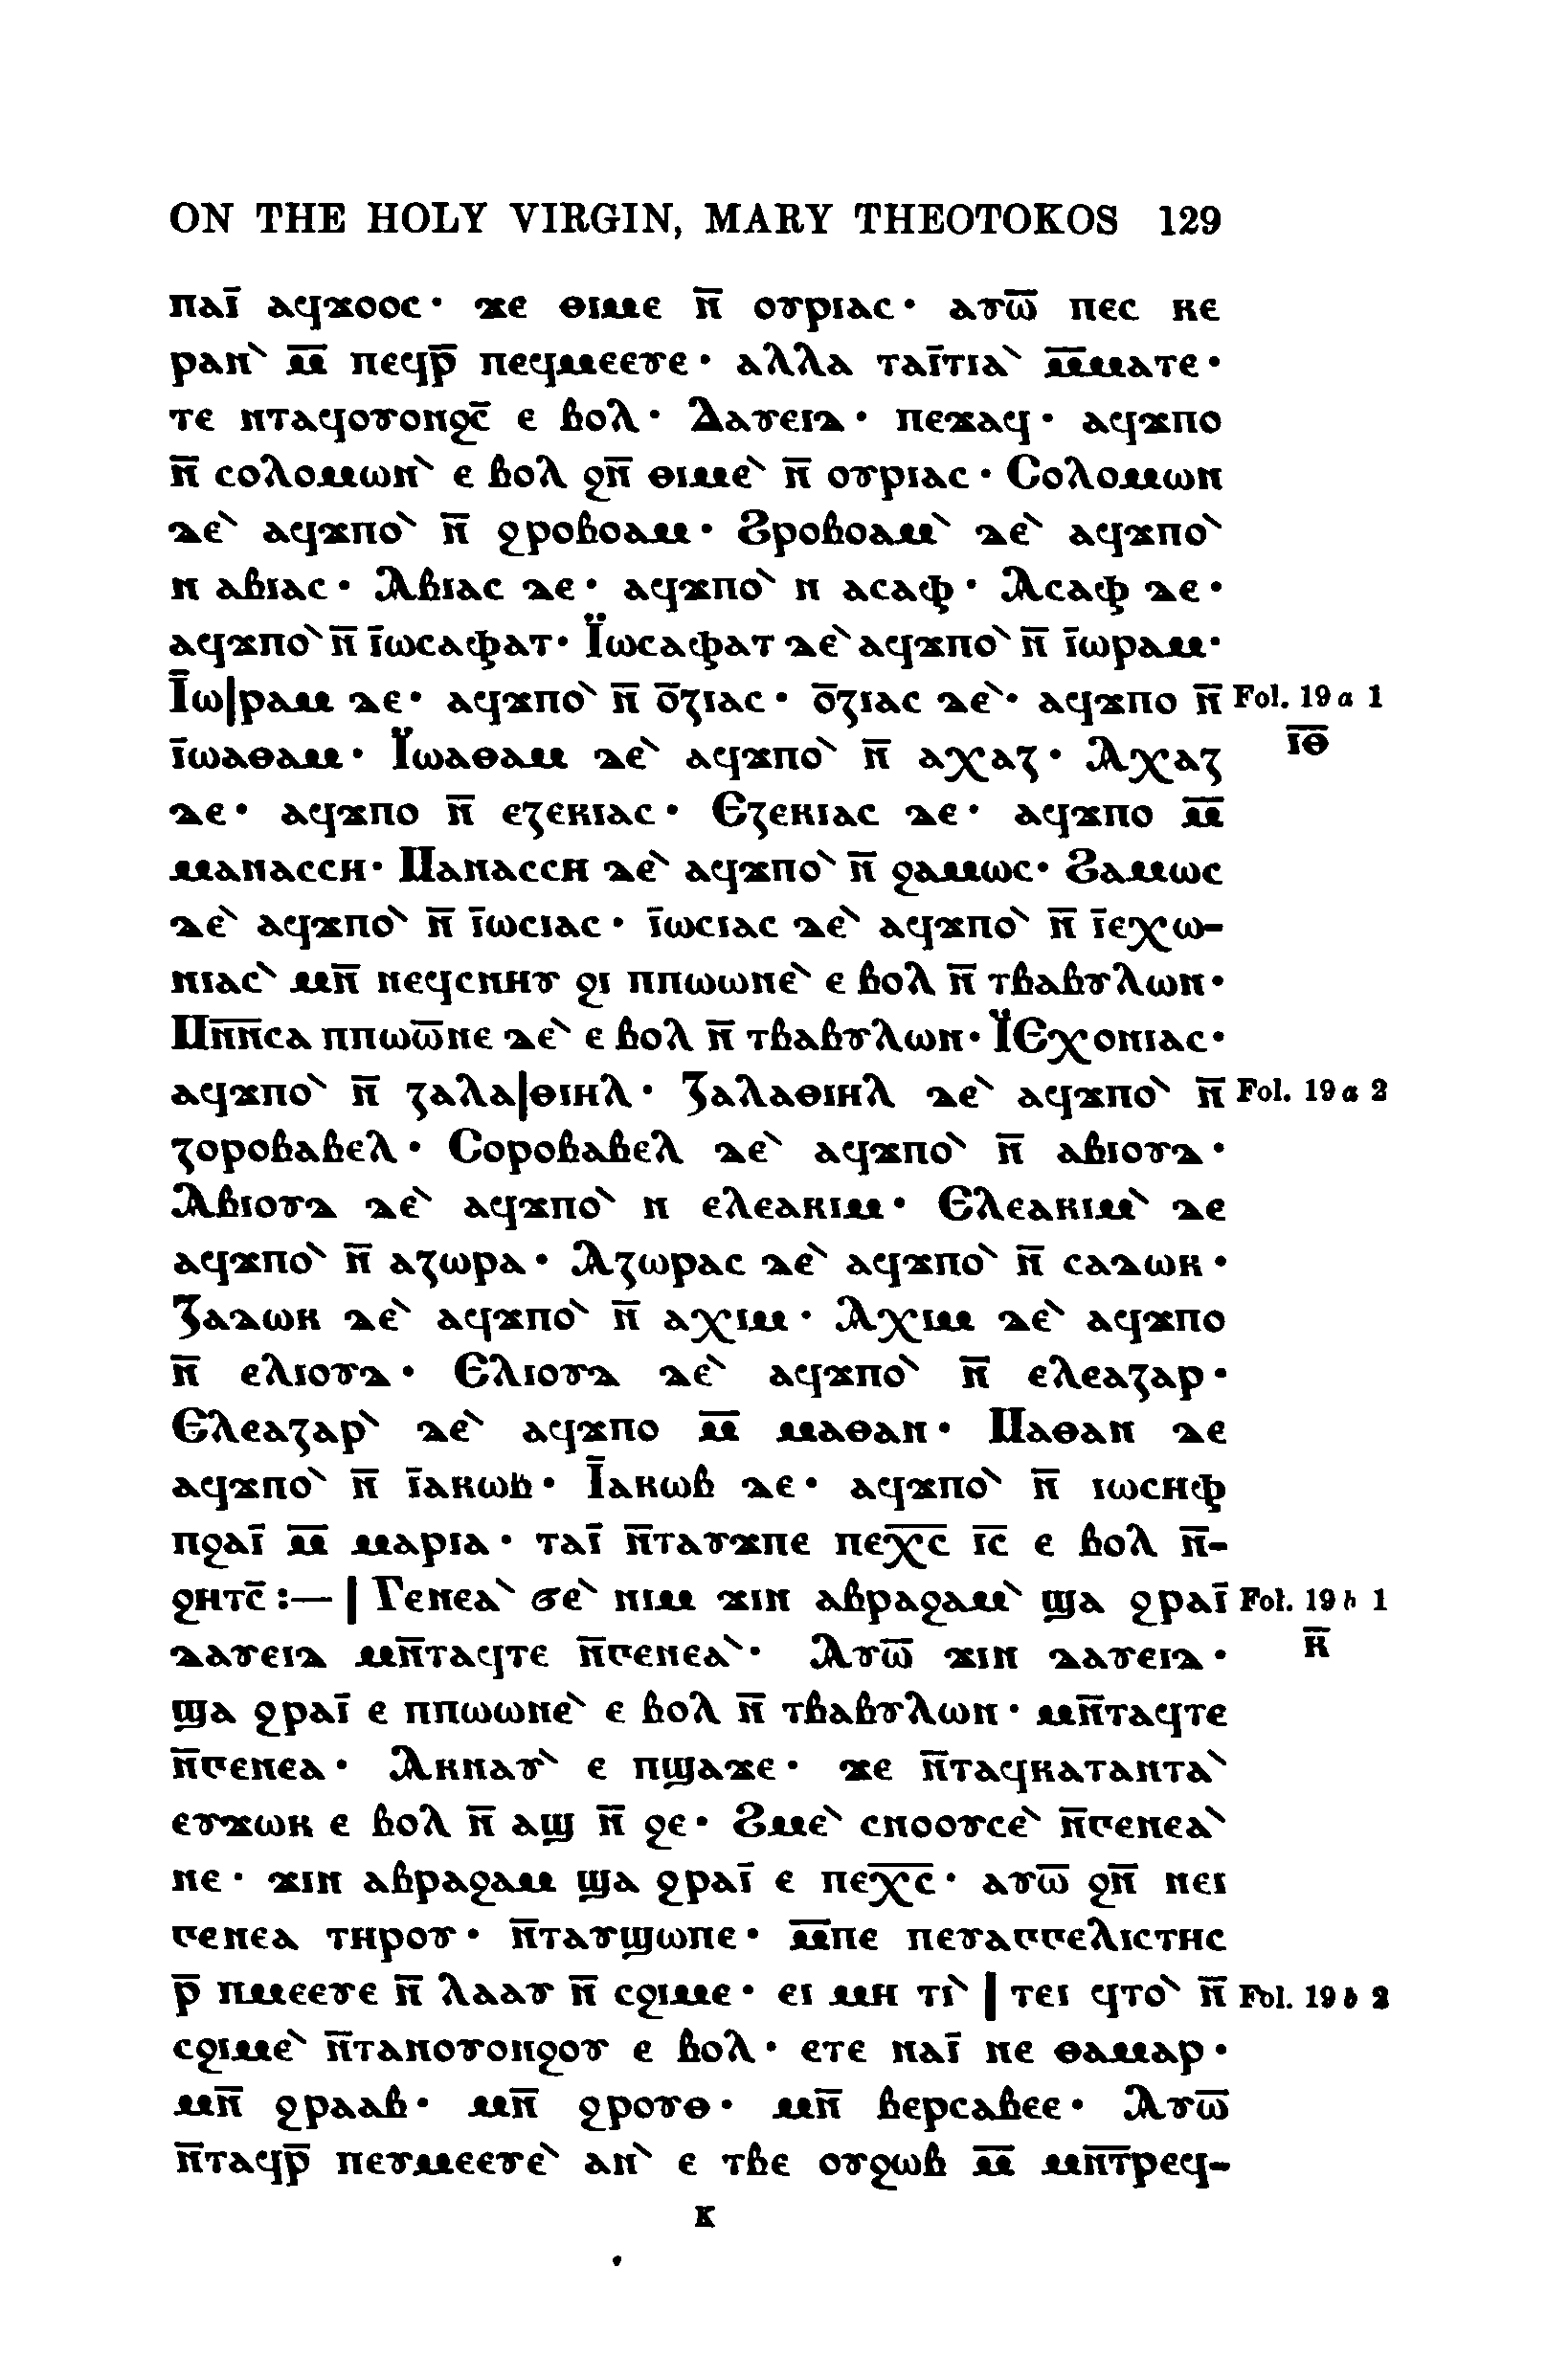 ON THE HOLY VIRGIN, MARY THEOTOKOS 129
ⲡⲁⲓ̄ ⲁϥϫⲟⲟⲥ· ϫⲉ ⲑⲓⲙⲉ ⲛ̄ ⲟⲩⲣⲓⲁⲥ· ⲁⲩⲱ̄ ⲡⲉⲥ ⲕⲉ
ⲣⲁⲛ̀ ⲙ̄ ⲡⲉϥⲣ̄ ⲡⲉϥⲙⲉⲉⲩⲉ· ⲁⲗⲗⲁ ⲧⲁⲓ̄ⲧⲓⲁ̀ ⲙ̄ⲙⲁⲧⲉ·
ⲧⲉ ⲛⲧⲁϥⲟⲩⲟⲛϩⲥ̄ ⲉ ⲃⲟⲗ· Ⲇⲁⲩⲉⲓⲇ· ⲡⲉϫⲁϥ· ⲁϥϫⲡⲟ
ⲛ̄ ⲥⲟⲗⲟⲙⲱⲛ̀ ⲉ ⲃⲟⲗ ϩⲛ̄ ⲑⲓⲙⲉ̀ ⲛ̄ ⲟⲩⲣⲓⲁⲥ· Ⲥⲟⲗⲟⲙⲱⲛ
ⲇⲉ̀ ⲁϥϫⲡⲟ̀ ⲛ̄ ϩⲣⲟⲃⲟⲁⲙ· Ϩⲣⲟⲃⲟⲁⲙ̀ ⲇⲉ̀ ⲁϥϫⲡⲟ̀
ⲛ ⲁⲃⲓⲁⲥ· Ⲁⲃⲓⲁⲥ ⲇⲉ· ⲁϥϫⲡⲟ̀ ⲛ ⲁⲥⲁⲫ· Ⲁⲥⲁⲫ ⲇⲉ·
ⲁϥϫⲡⲟ̀ ⲛ̄ ⲓ̄ⲱⲥⲁⲫⲁⲧ· Ⲓ̈ⲱⲥⲁⲫⲁⲧ ⲇⲉ̀ ⲁϥϫⲡⲟ̀ ⲛ̄ ⲓ̄ⲱⲣⲁⲙ·
Ⲓ̄ⲱ|ⲣⲁⲙ ⲇⲉ· ⲁϥϫⲡⲟ̀ ⲛ̄ ⲟ̄ⲍⲓⲁⲥ· ⲟ̄ⲍⲓⲁⲥ ⲇⲉ̀· ⲁϥϫⲡⲟ ⲛ̄ Fol. 19 a 1
ⲓ̄ⲱⲁⲑⲁⲙ· Ⲓ̈ⲱⲁⲑⲁⲙ ⲇⲉ̀ ⲁϥϫⲡⲟ̀ ⲛ̄ ⲁⲭⲁⲍ· Ⲁⲭⲁⲍ ⲓ̄ⲑ̄
ⲇⲉ· ⲁϥϫⲡⲟ ⲛ̄ ⲉⲍⲉⲕⲓⲁⲥ· Ⲉⲍⲉⲕⲓⲁⲥ ⲇⲉ· ⲁϥϫⲡⲟ ⲙ̄
ⲙⲁⲛⲁⲥⲥⲏ· Ⲙⲁⲛⲁⲥⲥⲏ ⲇⲉ̀ ⲁϥϫⲡⲟ̀ ⲛ̄ ϩⲁⲙⲱⲥ· Ϩⲁⲙⲱⲥ
ⲇⲉ̀ ⲁϥϫⲡⲟ̀ ⲛ̄ ⲓ̄ⲱⲥⲓⲁⲥ· ⲓ̄ⲱⲥⲓⲁⲥ ⲇⲉ̀ ⲁϥϫⲡⲟ̀ ⲛ̄ ⲓ̄ⲉⲭⲱ-
ⲛⲓⲁⲥ̀ ⲙⲛ̄ ⲛⲉϥⲥⲛⲏⲩ ϩⲓ ⲡⲡⲱⲱⲛⲉ̀ ⲉ ⲃⲟⲗ ⲛ̄ ⲧⲃⲁⲃⲩⲗⲱⲛ·
Ⲙⲛ̄ⲛ̄ⲥⲁ ⲡⲡⲱⲱ̄ⲛⲉ ⲇⲉ̀ ⲉ ⲃⲟⲗ ⲛ̄ ⲧⲃⲁⲃⲩⲗⲱⲛ· Ⲓ̈Ⲉⲭⲟⲛⲓⲁⲥ·
ⲁϥϫⲡⲟ̀ ⲛ̄ ⲍⲁⲗⲁ|ⲑⲓⲏⲗ· Ⲍⲁⲗⲁⲑⲓⲏⲗ ⲇⲉ̀ ⲁϥϫⲡⲟ̀ ⲛ̄ Fol. 19 a 2
ⲍⲟⲣⲟⲃⲁⲃⲉⲗ· Ⲥⲟⲣⲟⲃⲁⲃⲉⲗ ⲇⲉ̀ ⲁϥϫⲡⲟ̀ ⲛ̄ ⲁⲃⲓⲟⲩⲇ·
Ⲁⲃⲓⲟⲩⲇ ⲇⲉ̀ ⲁϥϫⲡⲟ̀ ⲛ ⲉⲗⲉⲁⲕⲓⲙ· Ⲉⲗⲉⲁⲕⲓⲙ̀ ⲇⲉ
ⲁϥϫⲡⲟ̀ ⲛ̄ ⲁⲍⲱⲣⲁ· Ⲁⲍⲱⲣⲁⲥ ⲇⲉ̀ ⲁϥϫⲡⲟ̀ ⲛ̄ ⲥⲁⲇⲱⲕ·
Ⲍⲁⲇⲱⲕ ⲇⲉ̀ ⲁϥϫⲡⲟ̀ ⲛ̄ ⲁⲭⲓⲙ· Ⲁⲭⲓⲙ ⲇⲉ̀ ⲁϥϫⲡⲟ
ⲛ̄ ⲉⲗⲓⲟⲩⲇ· Ⲉⲗⲓⲟⲩⲇ ⲇⲉ̀ ⲁϥϫⲡⲟ̀ ⲛ̄ ⲉⲗⲉⲁⲍⲁⲣ·
Ⲉⲗⲉⲁⲍⲁⲣ̀ ⲇⲉ̀ ⲁϥϫⲡⲟ ⲙ̄ ⲙⲁⲑⲁⲛ· Ⲙⲁⲑⲁⲛ ⲇⲉ
ⲁϥϫⲡⲟ̀ ⲛ̄ ⲓ̄ⲁⲕⲱⲃ· Ⲓ̄ⲁⲕⲱⲃ ⲇⲉ· ⲁϥϫⲡⲟ̀ ⲛ̄ ⲓⲱⲥⲏⲫ
ⲡϩⲁⲓ̄ ⲙ̄ ⲙⲁⲣⲓⲁ· ⲧⲁⲓ̄ ⲛ̄ⲧⲁⲩϫⲡⲉ ⲡⲉⲭ̄ⲥ̄ ⲓ̄ⲥ̄ ⲉ ⲃⲟⲗ ⲛ̄-
ϩⲏⲧⲥ̄ :— | Ⲅⲉⲛⲉⲁ̀ ϭⲉ̀ ⲛⲓⲙ ϫⲓⲛ ⲁⲃⲣⲁϩⲁⲙ̀ ϣⲁ ϩⲣⲁⲓ̄ Fol. 19 b 1
ⲇⲁⲩⲉⲓⲇ ⲙⲛ̄ⲧⲁϥⲧⲉ ⲛ̄ⲅⲉⲛⲉⲁ̀· Ⲁⲩⲱ̄ ϫⲓⲛ ⲇⲁⲩⲉⲓⲇ· ⲕ̄
ϣⲁ ϩⲣⲁⲓ̄ ⲉ ⲡⲡⲱⲱⲛⲉ̀ ⲉ ⲃⲟⲗ ⲛ̄ ⲧⲃⲁⲃⲩⲗⲱⲛ· ⲙⲛ̄ⲧⲁϥⲧⲉ
ⲛ̄ⲅⲉⲛⲉⲁ· Ⲁⲕⲛⲁⲩ̀ ⲉ ⲡϣⲁϫⲉ· ϫⲉ ⲛ̄ⲧⲁϥⲕⲁⲧⲁⲛⲧⲁ̀
ⲉⲩϫⲱⲕ ⲉ ⲃⲟⲗ ⲛ̄ ⲁϣ ⲛ̄ ϩⲉ· Ϩⲙⲉ̀ ⲥⲛⲟⲟⲩⲥⲉ̀ ⲛ̄ⲅⲉⲛⲉⲁ̀
ⲛⲉ· ϫⲓⲛ ⲁⲃⲣⲁϩⲁⲙ ϣⲁ ϩⲣⲁⲓ̄ ⲉ ⲡⲉⲭ̄ⲥ̄· ⲁⲩⲱ̄ ϩⲛ̄ ⲛⲉⲓ
ⲅⲉⲛⲉⲁ ⲧⲏⲣⲟⲩ· ⲛ̄ⲧⲁⲩϣⲱⲡⲉ· ⲙ̄ⲡⲉ ⲡⲉⲩⲁⲅⲅⲉⲗⲓⲥⲧⲏⲥ
ⲣ̄ ⲡⲙⲉⲉⲩⲉ ⲛ̄ ⲗⲁⲁⲩ ⲛ̄ ⲥϩⲓⲙⲉ· ⲉⲓ ⲙⲏ ⲧⲓ̀ | ⲧⲉⲓ ϥⲧⲟ̀ ⲛ̄ Fol. 19 b 2
ⲥϩⲓⲙⲉ̀ ⲛ̄ⲧⲁⲛⲟⲩⲟⲛϩⲟⲩ ⲉ ⲃⲟⲗ· ⲉⲧⲉ ⲛⲁⲓ̄ ⲛⲉ ⲑⲁⲙⲁⲣ·
ⲙⲛ̄ ϩⲣⲁⲁⲃ· ⲙⲛ̄ ϩⲣⲟⲩⲑ· ⲙⲛ̄ ⲃⲉⲣⲥⲁⲃⲉⲉ· Ⲁⲩⲱ̄
ⲛ̄ⲧⲁϥⲣ̄ ⲡⲉⲩⲙⲉⲉⲩⲉ̀ ⲁⲛ̀ ⲉ ⲧⲃⲉ ⲟⲩϩⲱⲃ ⲙ̄ ⲙⲛ̄ⲧⲣⲉϥ-
K